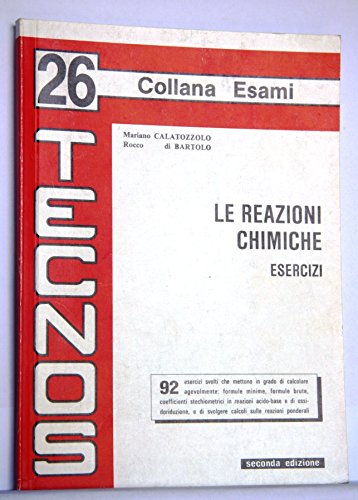 26
Collana Esami
TECNOS
Mariano CALATOZZOLO
Rocco di BARTOLO
LE REAZIONI
CHIMICHE
ESERCIZI
92 esercizi svolti che mettono in grado di calcolare
agevolmente: formule minime, formule brute,
coefficienti stechiometrici in reazioni acido-base e di ossi-
doriduzione, e di svolgere calcoli sulle reazioni ponderali
seconda edizione